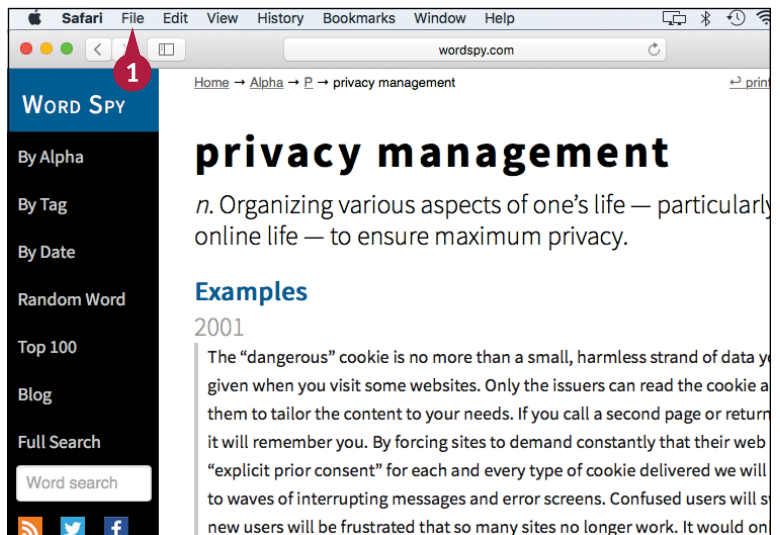 Safari File Edit View History Bookmarks Window Help
wordspy.com
1
Home → Alpha → P → privacy management
print
WORD SPY
By Alpha
By Tag
By Date
Random Word
Top 100
Blog
Full Search
Word search
privacy management
n. Organizing various aspects of one's life — particularly
online life — to ensure maximum privacy.
Examples
2001
The “dangerous” cookie is no more than a small, harmless strand of data
given when you visit some websites. Only the issuers can read the cookie a
them to tailor the content to your needs. If you call a second page or return
it will remember you. By forcing sites to demand constantly that their web
“explicit prior consent” for each and every type of cookie delivered we will
to waves of interrupting messages and error screens. Confused users will
new users will be frustrated that so many sites no longer work. It would on